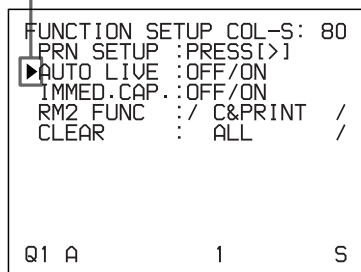 FUNCTION SETUP COL-S: 80
PRN SETUP :PRESS[>]
▶AUTO LIVE :OFF/ON
IMMED.CAP.:OFF/ON
RM2 FUNC :/ C&PRINT /
CLEAR : ALL /
Q1 A 1 S